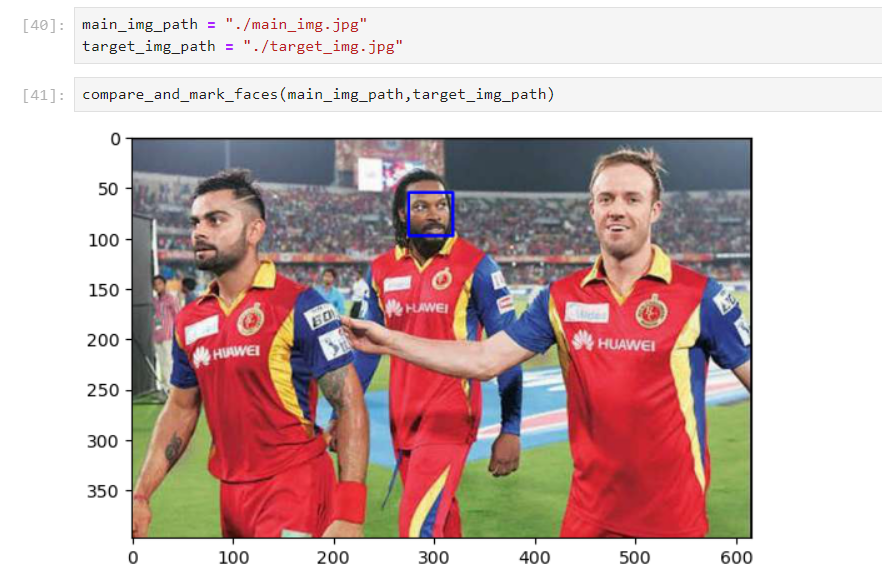 [40]: main_img_path = "./main_img.jpg"
target_img_path = "./target_img.jpg"
[41]: compare_and_mark_faces(main_img_path,target_img_path)
0
50
100
150
200
250
300
350
HUAWEI
HUAWEI
HUAWEI
0 100 200 300 400 500 600